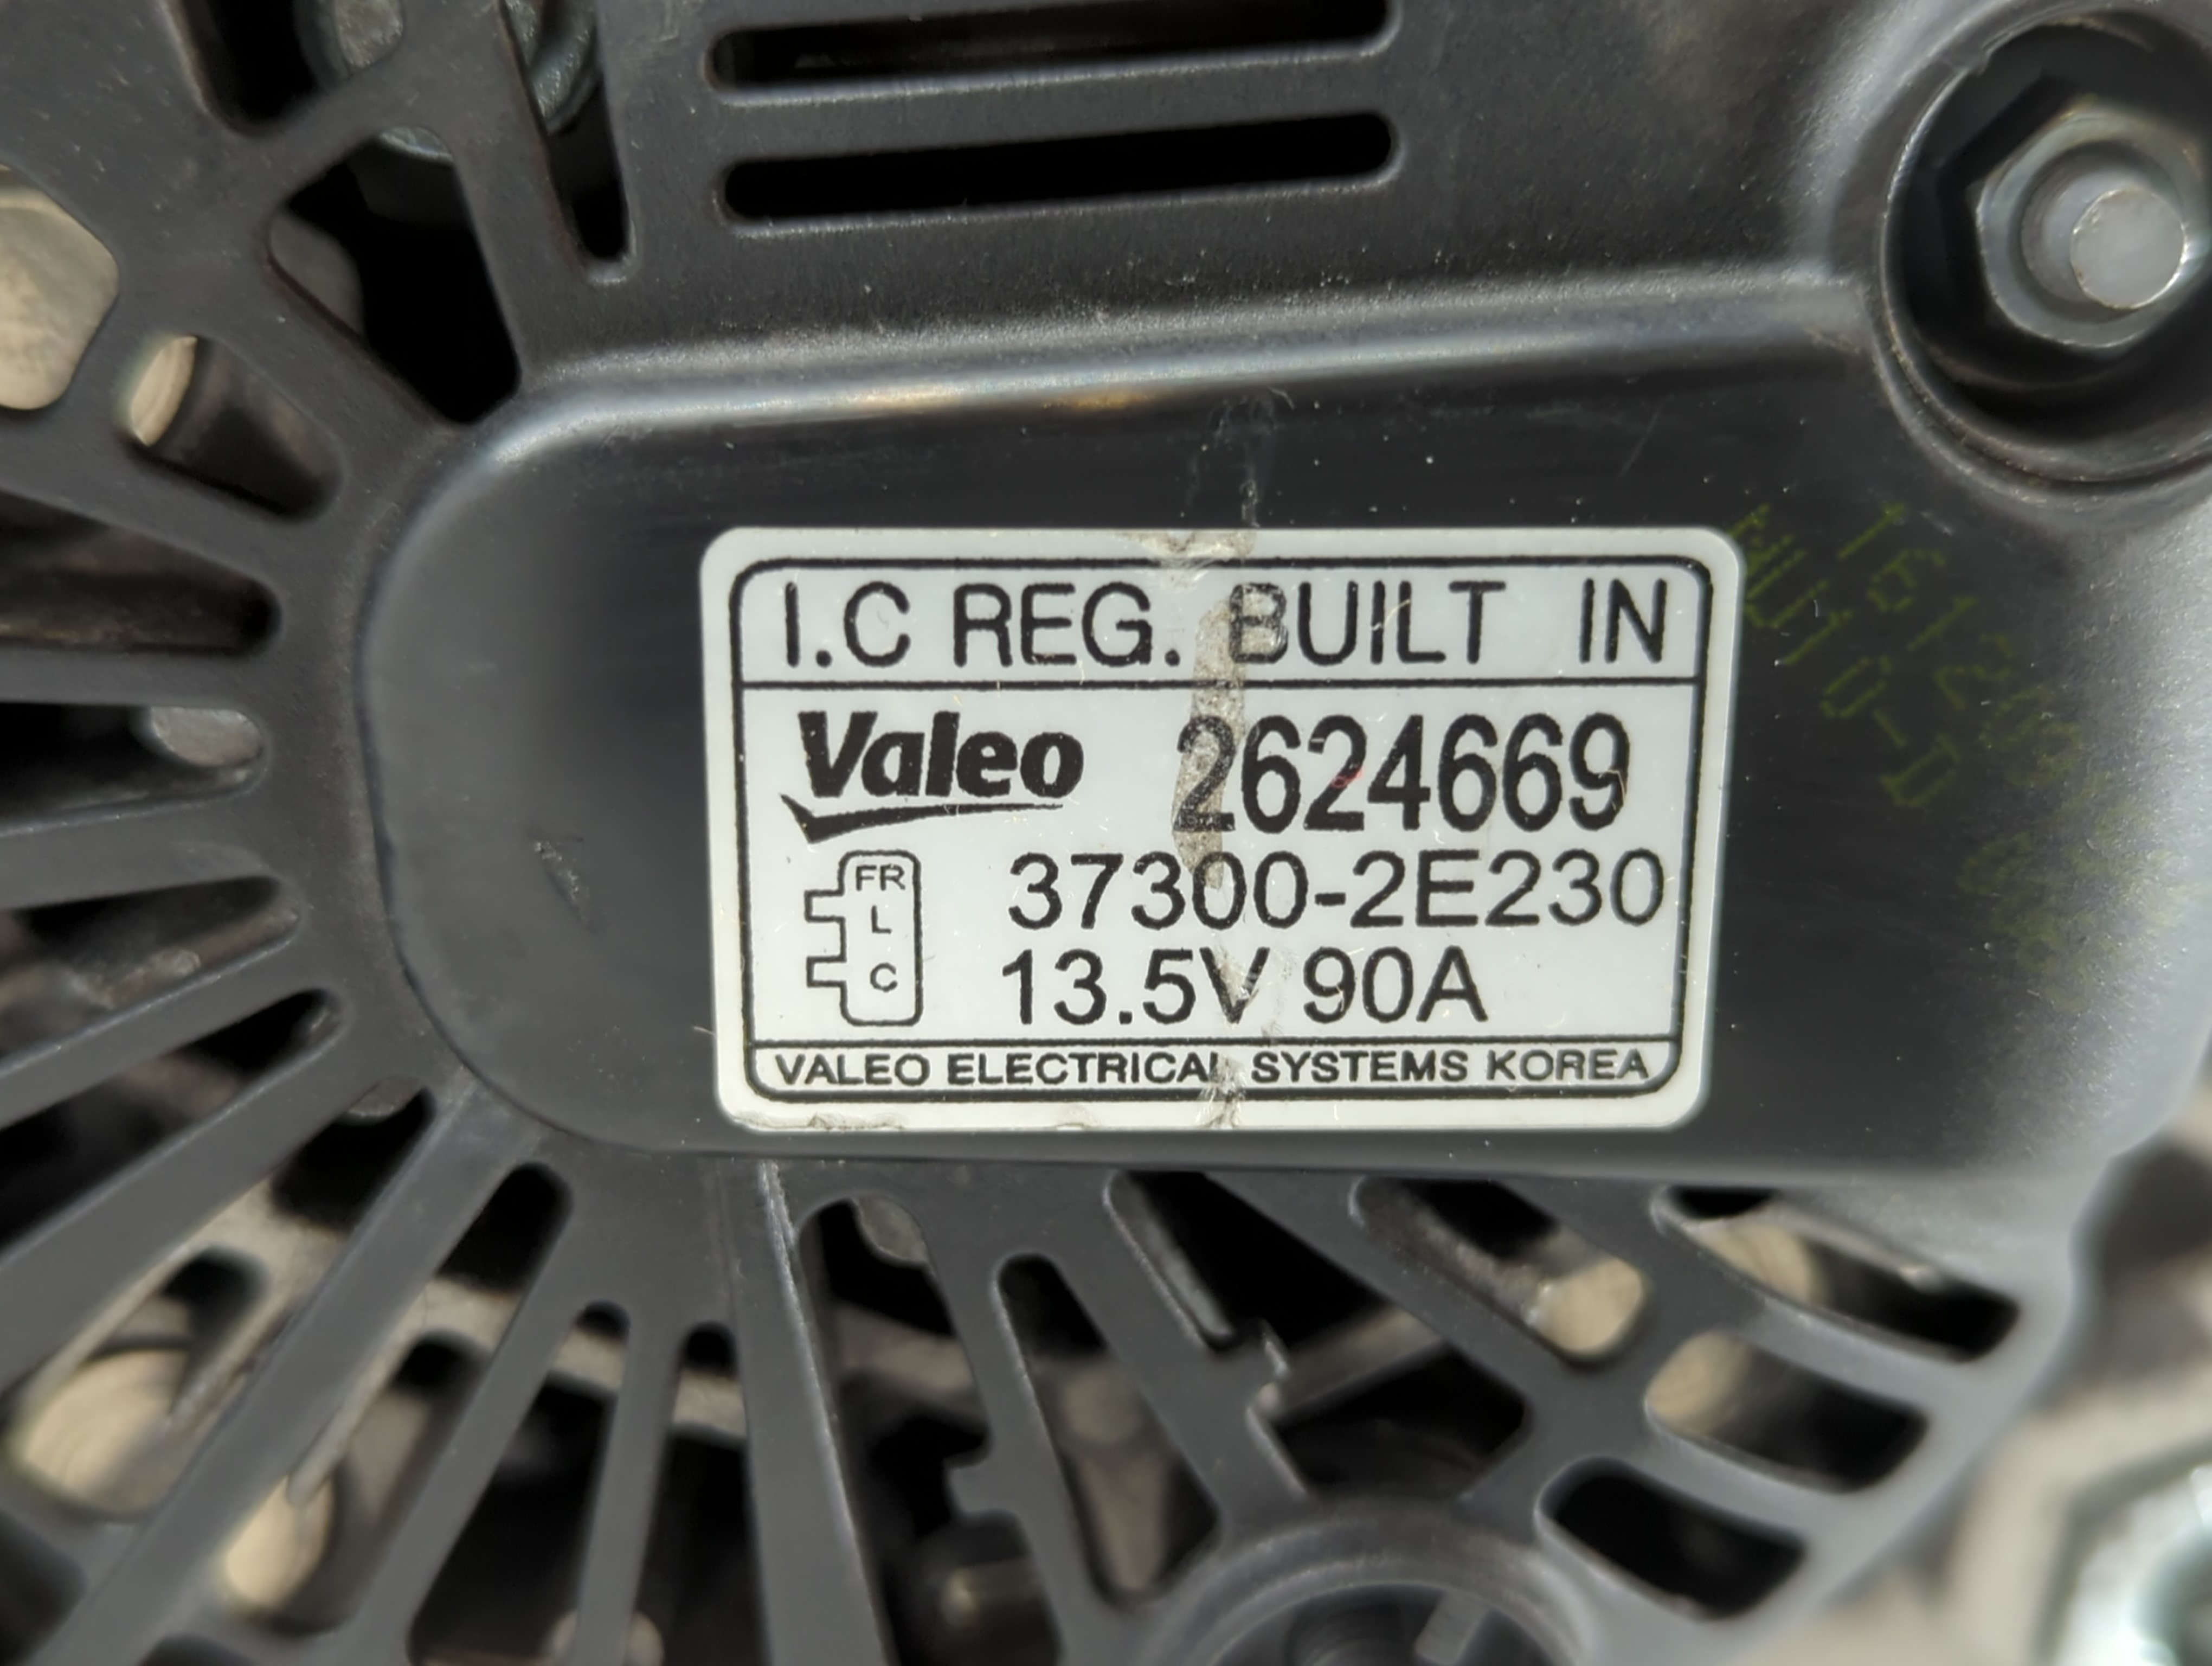 I.C REG. BUILT IN
Valeo 2624669
FR
L
C
37300-2E230
13.5V 90A
VALEO ELECTRICAL SYSTEMS KOREA